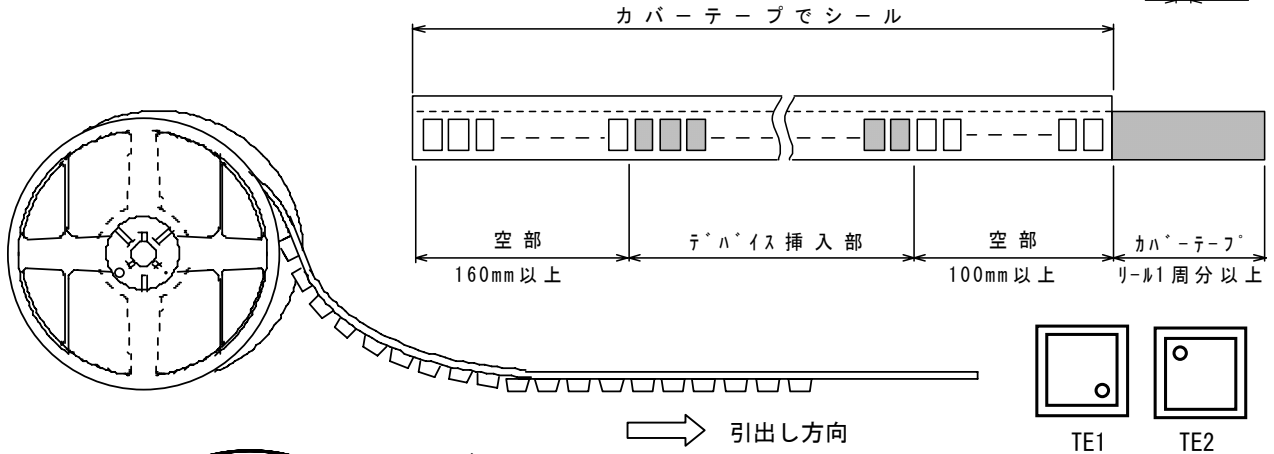 カバーテープでシール
空部
デバイス挿入部
空部
カバーテープ
160mm以上
100mm以上
リール1周分以上
引出し方向
TE1
TE2